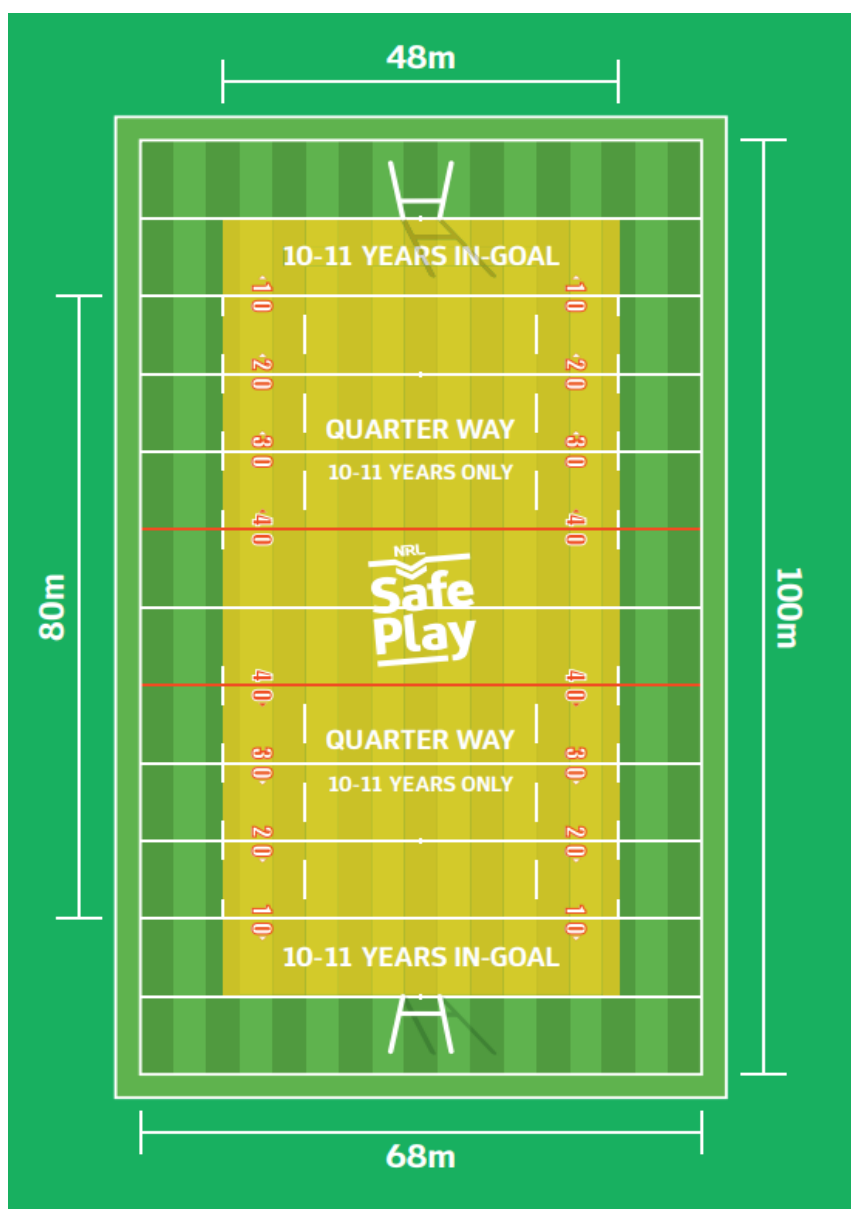 48m
10-11 YEARS IN-GOAL
10 10
20 20
QUARTER WAY
30 30
10-11 YEARS ONLY
40 40
NRL
Safe
Play
80m
100m
40 40
QUARTER WAY
30 30
10-11 YEARS ONLY
20 20
10 10
10-11 YEARS IN-GOAL
68m